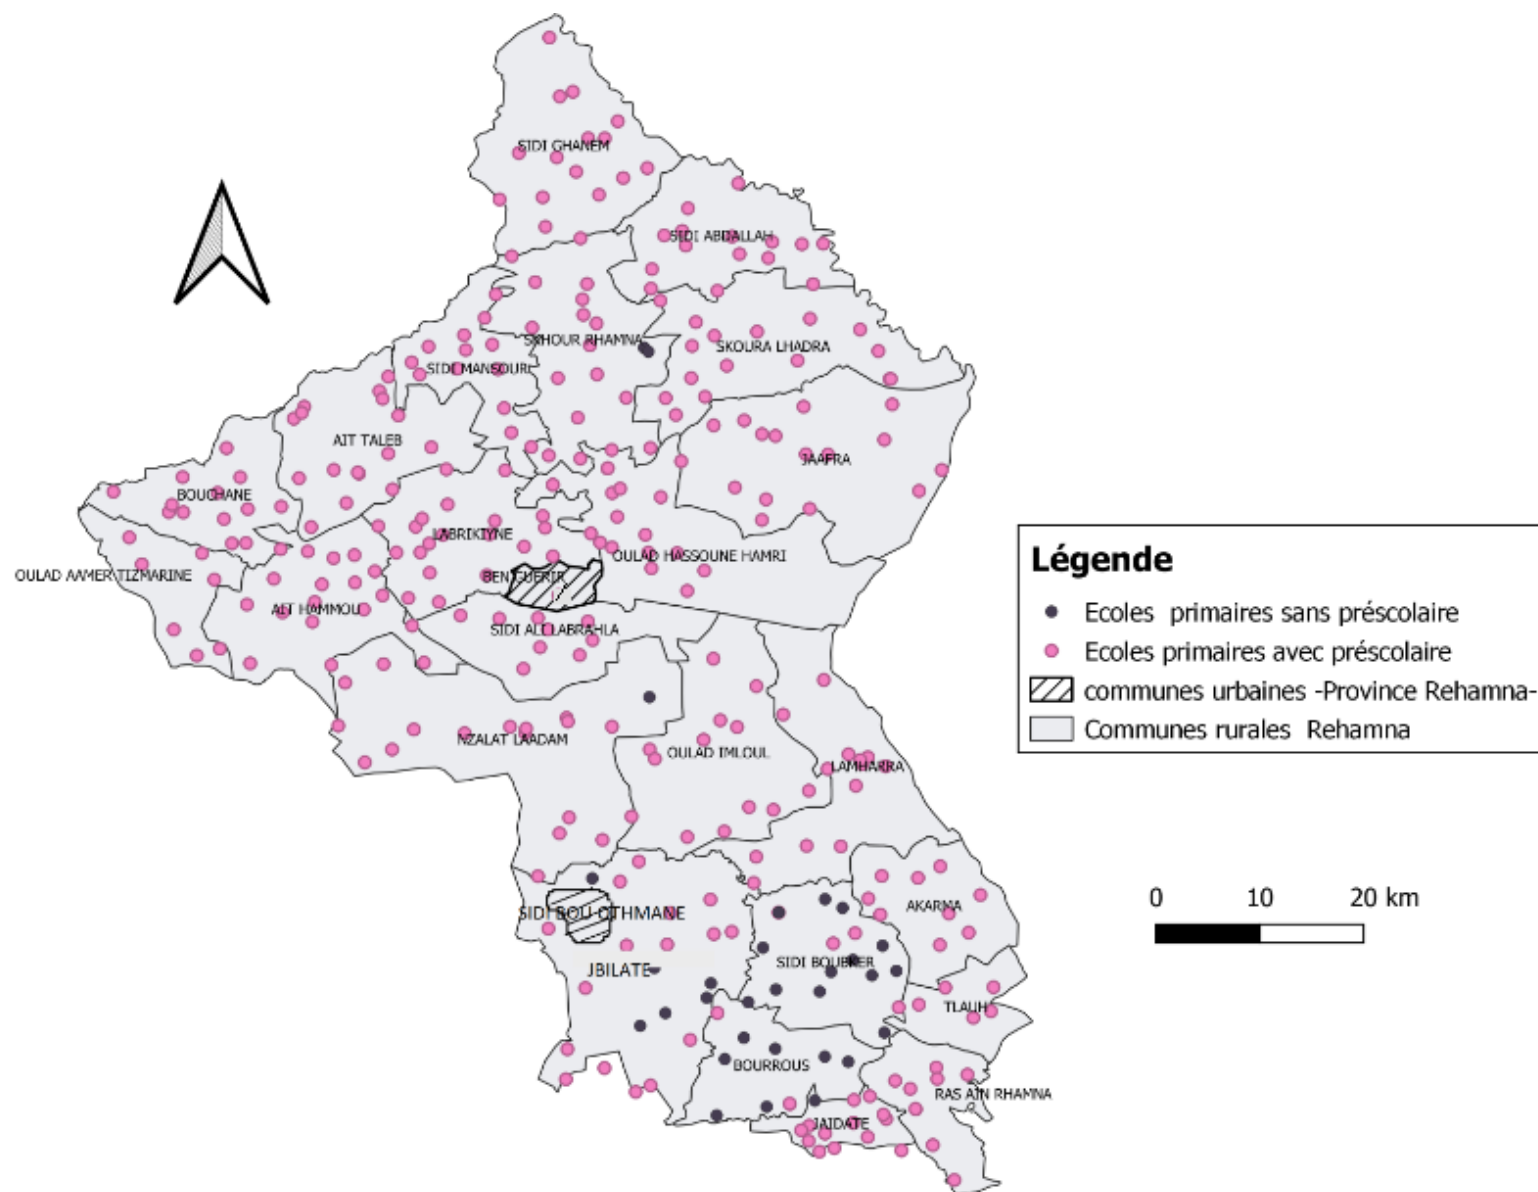 SIDI GHANEM
SIDI ABDALLAH
SKHOUR RHAMNA
SKOURA LHADRA
SIDI MANSOUR
AIT TALEB
JAAFRA
BOUCHANE
LABRIKIYNE
OULAD HASSOUNE HAMRI
OULAD AAMER TIZMARINE
BEN GUERIR
AIT HAMMOU
SIDI ALI LABRAHLA
Légende
Ecoles primaires sans préscolaire
Ecoles primaires avec préscolaire
communes urbaines -Province Rehamna-
Communes rurales Rehamna
NZALAT LAADAM
OULAD IMLOUL
LAMHARRA
0 10 20 km
AKARMA
SIDI BOU OTHMANE
SIDI BOUBKER
JBILATE
TLAUH
BOURROUS
RAS AIN RHAMNA
JAIDATE